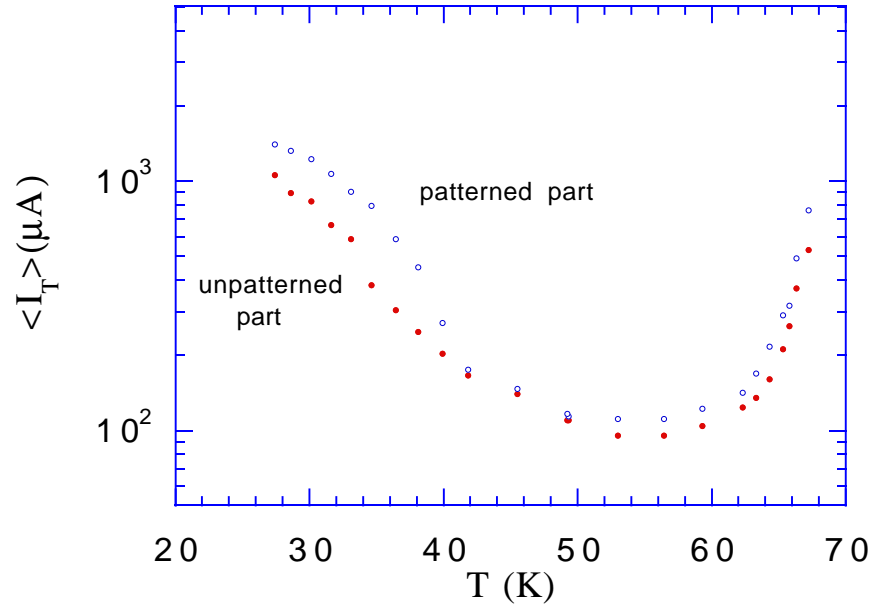 10^3
10^2
<I_T>(μA)
patterned part
unpatterned
part
20 30 40 50 60 70
T (K)